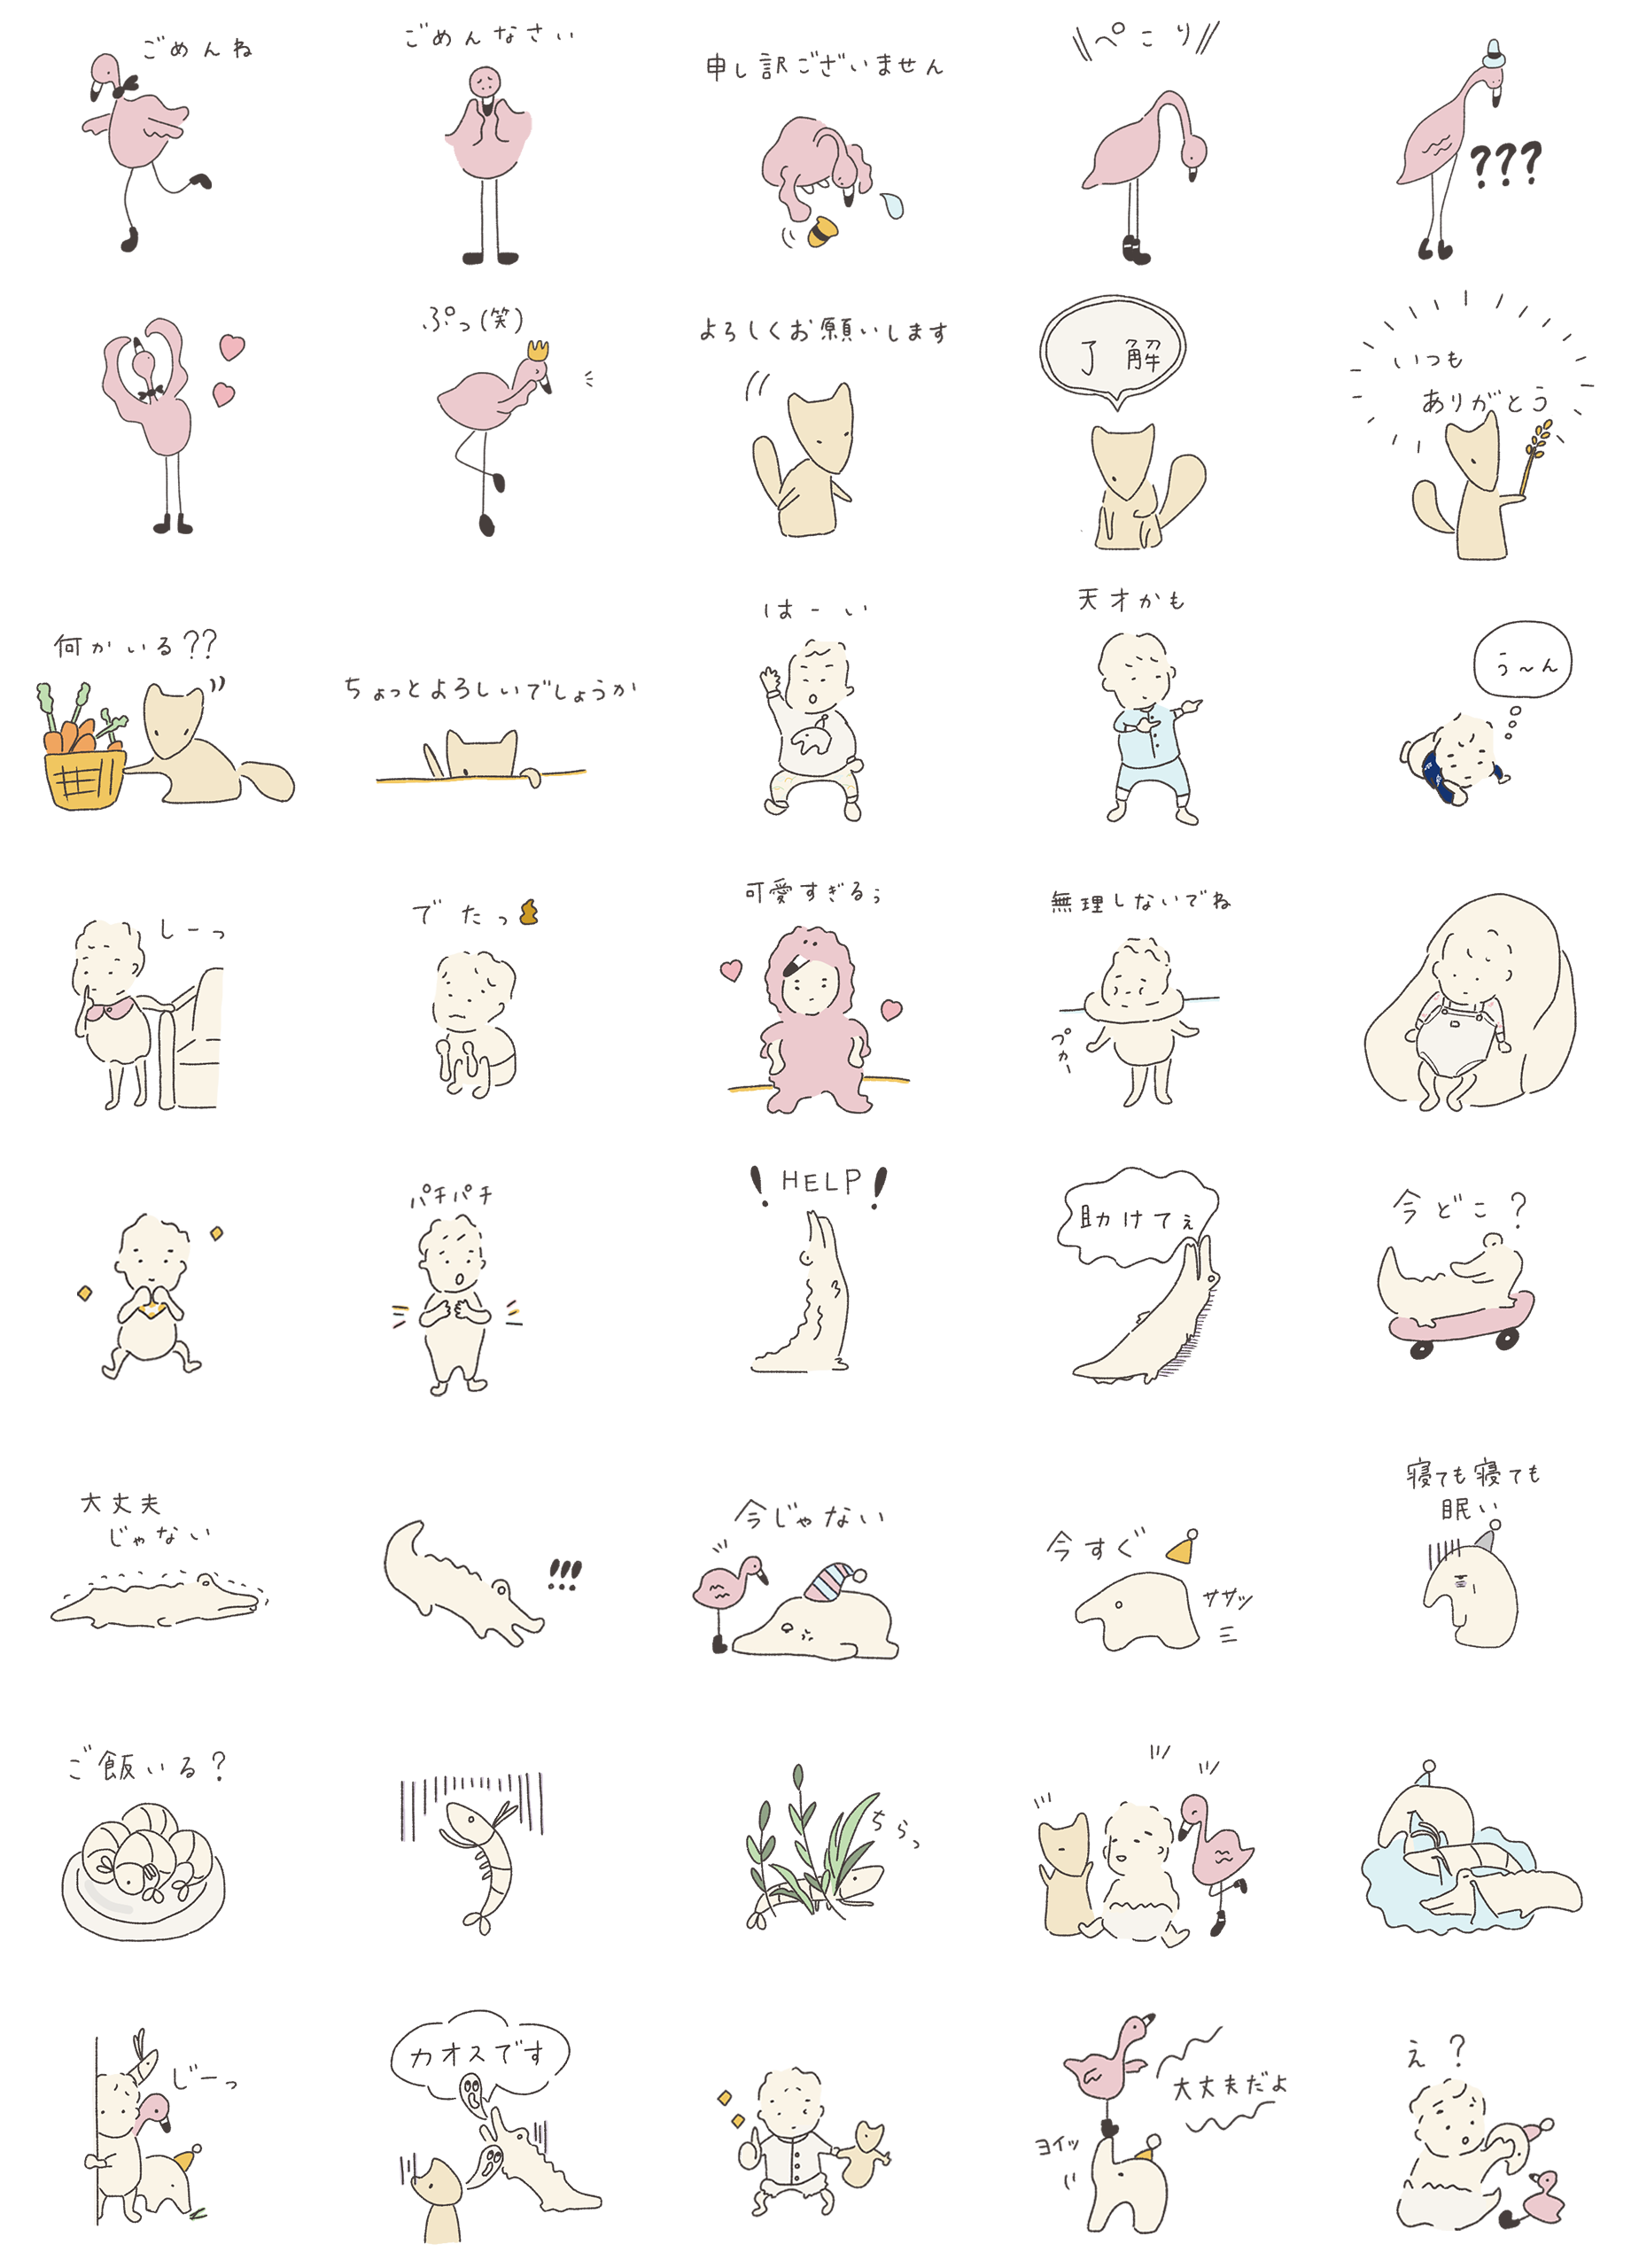 ごめんね
ごめんなさい
申し訳ございません
ぺこり
???
ぷっ(笑)
よろしくお願いします
了解
いつも
ありがとう
何かいる??
ちょっとよろしいでしょうか
はーい
天才かも
う〜ん
しーっ
でたっ
可愛すぎるぅ
無理しないでね
プカー
パチパチ
!HELP!
助けてぇ
今どこ?
大丈夫
じゃない
!!!
今じゃない
今すぐ
ササッ
寝ても寝ても
眠い
ご飯いる?
ちらっ
じーっ
カオスです
大丈夫だよ
ヨイッ
え?